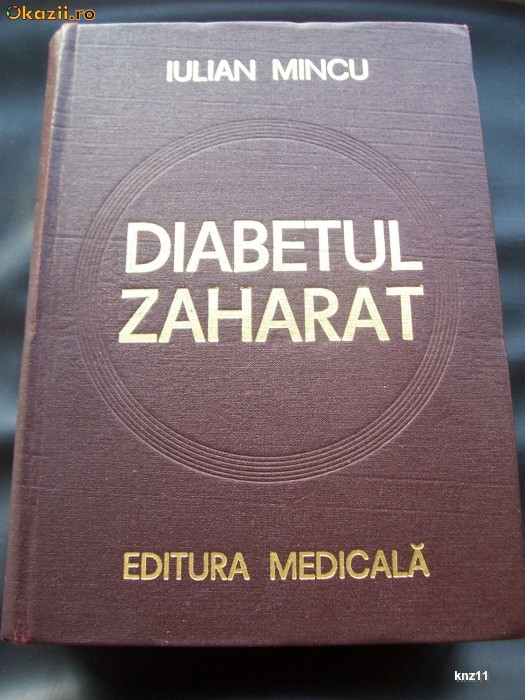 Okazii.ro
IULIAN MINCU
DIABETUL
ZAHARAT
EDITURA MEDICALĂ
knz11